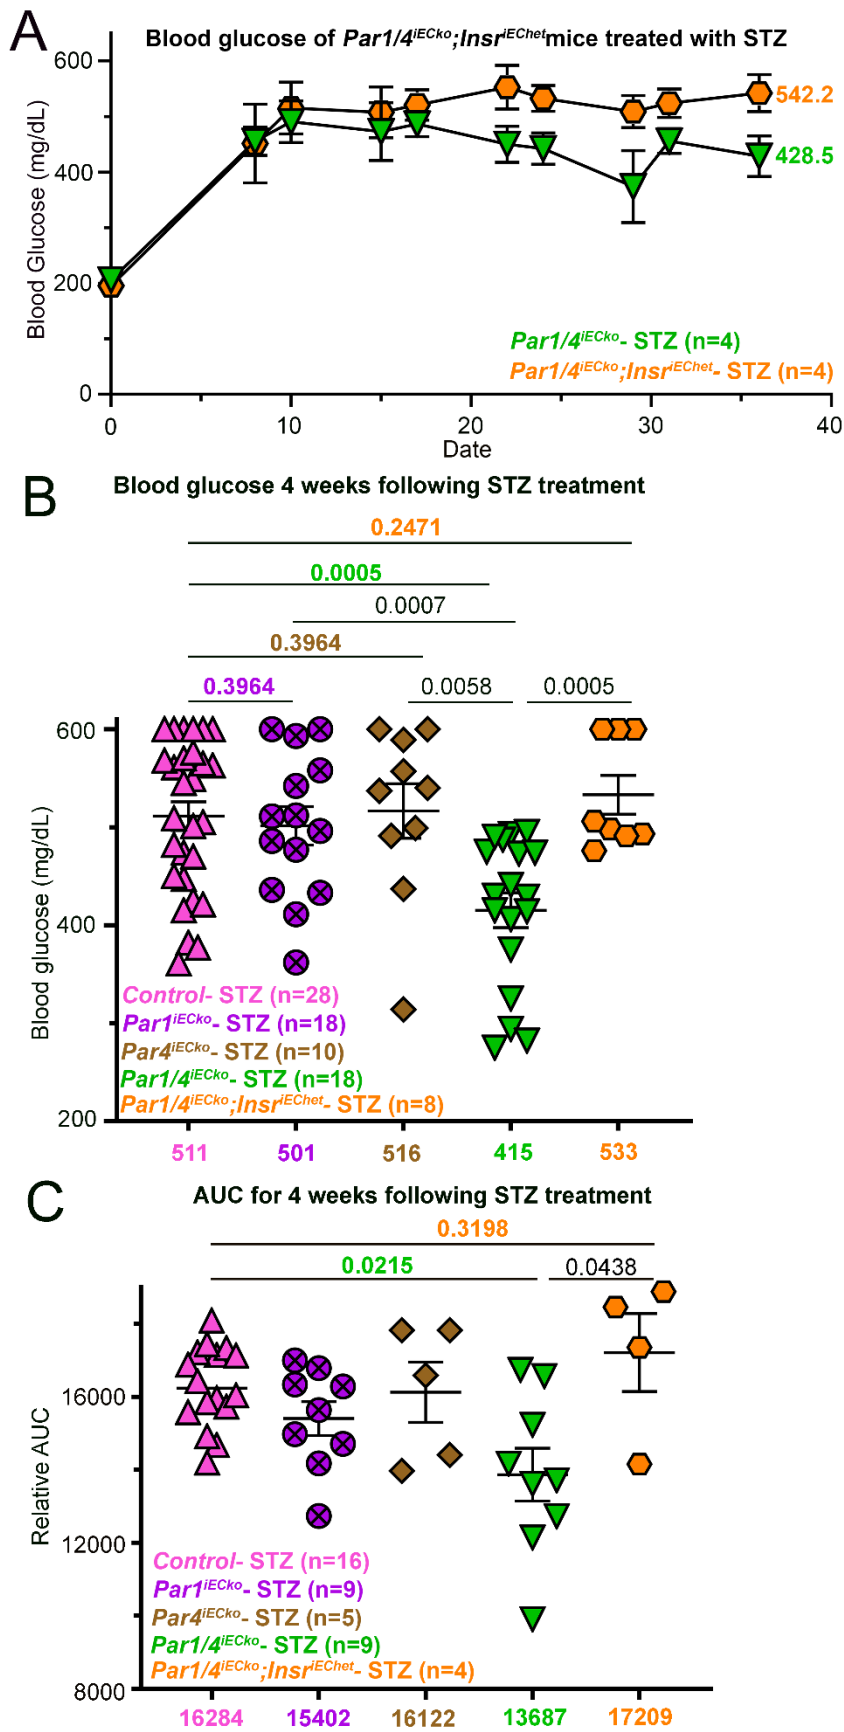 A
Blood glucose of Par1/4iECko;InsriEChetmice treated with STZ
600
400
200
0
Blood Glucose (mg/dL)
542.2
428.5
Par1/4iECko- STZ (n=4)
Par1/4iECko;InsriEChet- STZ (n=4)
0 10 20 30 40
Date
B
Blood glucose 4 weeks following STZ treatment
0.2471
0.0005
0.0007
0.3964
0.3964 0.0058 0.0005
600
400
200
Blood glucose (mg/dL)
Control- STZ (n=28)
Par1iECko- STZ (n=18)
Par4iECko- STZ (n=10)
Par1/4iECko- STZ (n=18)
Par1/4iECko;InsriEChet- STZ (n=8)
511 501 516 415 533
C
AUC for 4 weeks following STZ treatment
0.3198
0.0215 0.0438
16000
12000
8000
Relative AUC
Control- STZ (n=16)
Par1iECko- STZ (n=9)
Par4iECko- STZ (n=5)
Par1/4iECko- STZ (n=9)
Par1/4iECko;InsriEChet- STZ (n=4)
16284 15402 16122 13687 17209